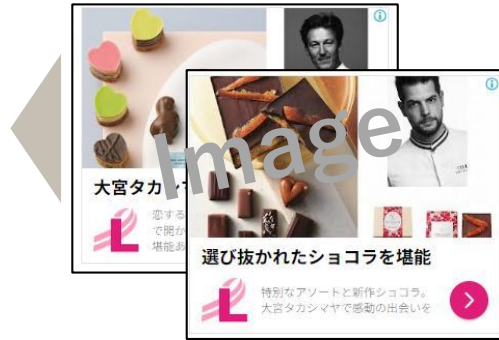 大宮タカシマ
恋する
で開か
堪能あ
Image
選び抜かれたショコラを堪能
特別なアソートと新作ショコラ。
大宮タカシマヤで感動の出会いを
L
L